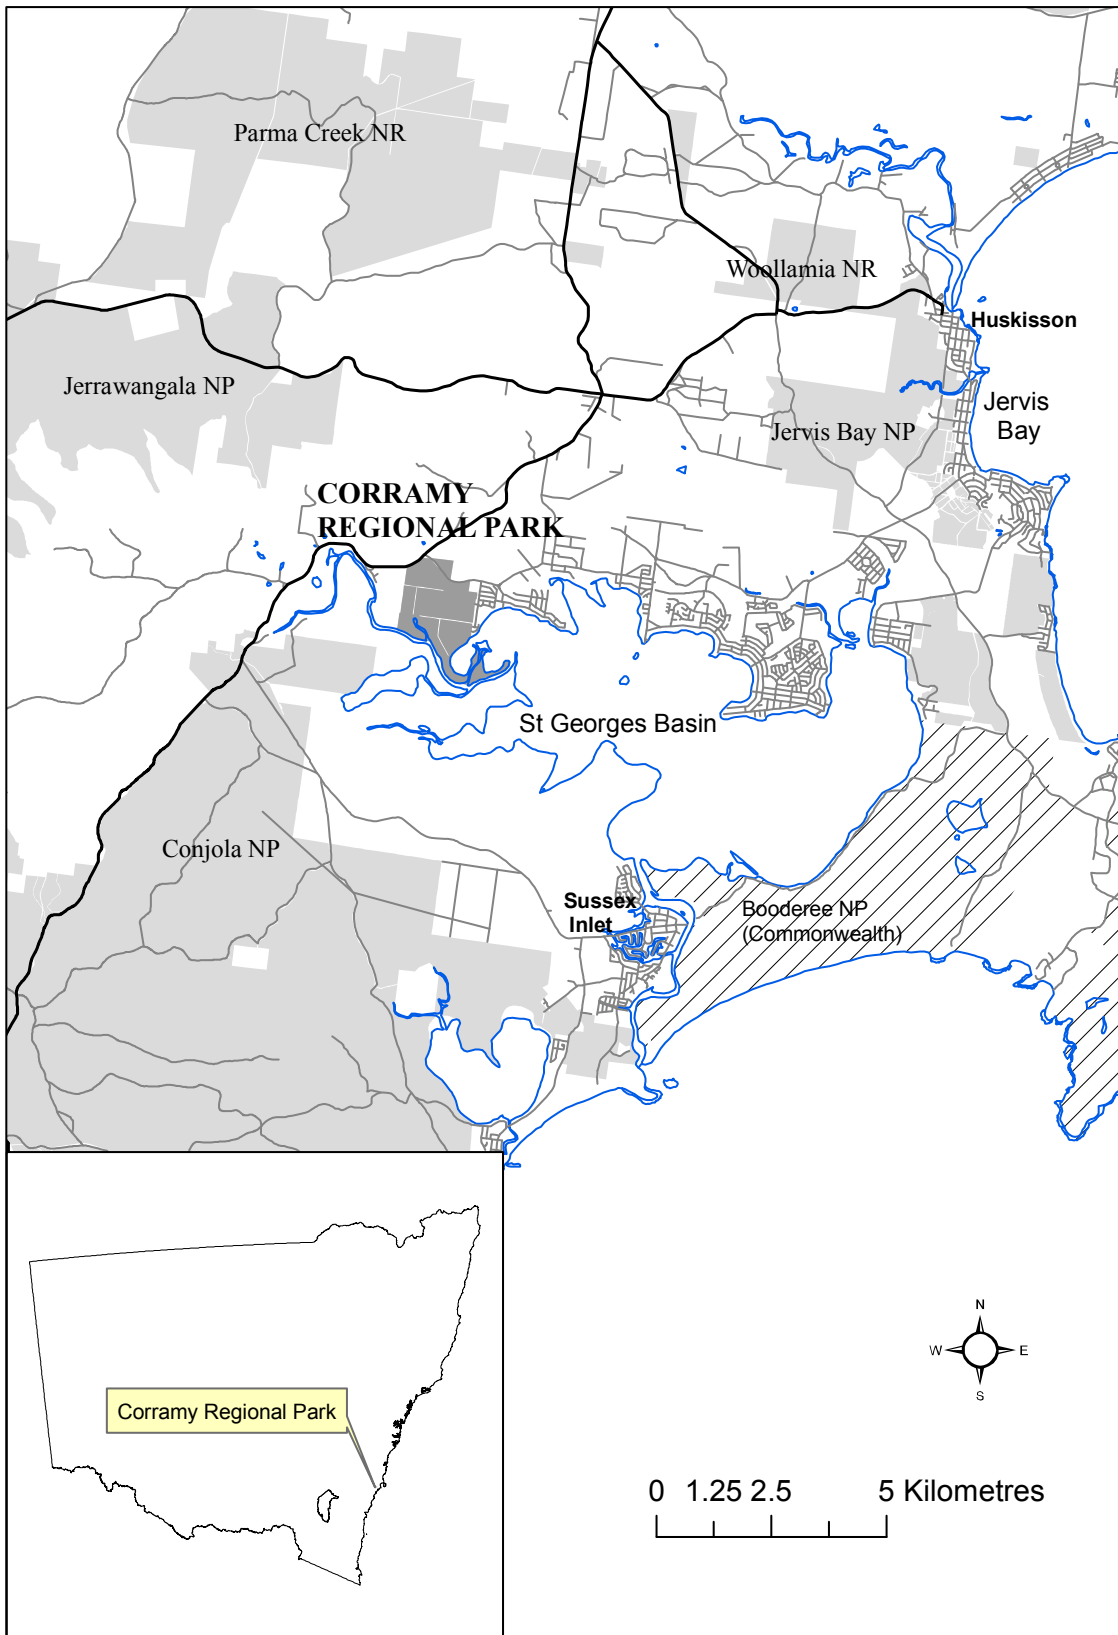 Parma Creek NR
Woollamia NR
Huskisson
Jerrawangala NP
Jervis
Bay
Jervis Bay NP
CORRAMY
REGIONAL PARK
St Georges Basin
Conjola NP
Sussex
Inlet
Booderee NP
(Commonwealth)
N
W E
S
Corramy Regional Park
0 1.25 2.5 5 Kilometres